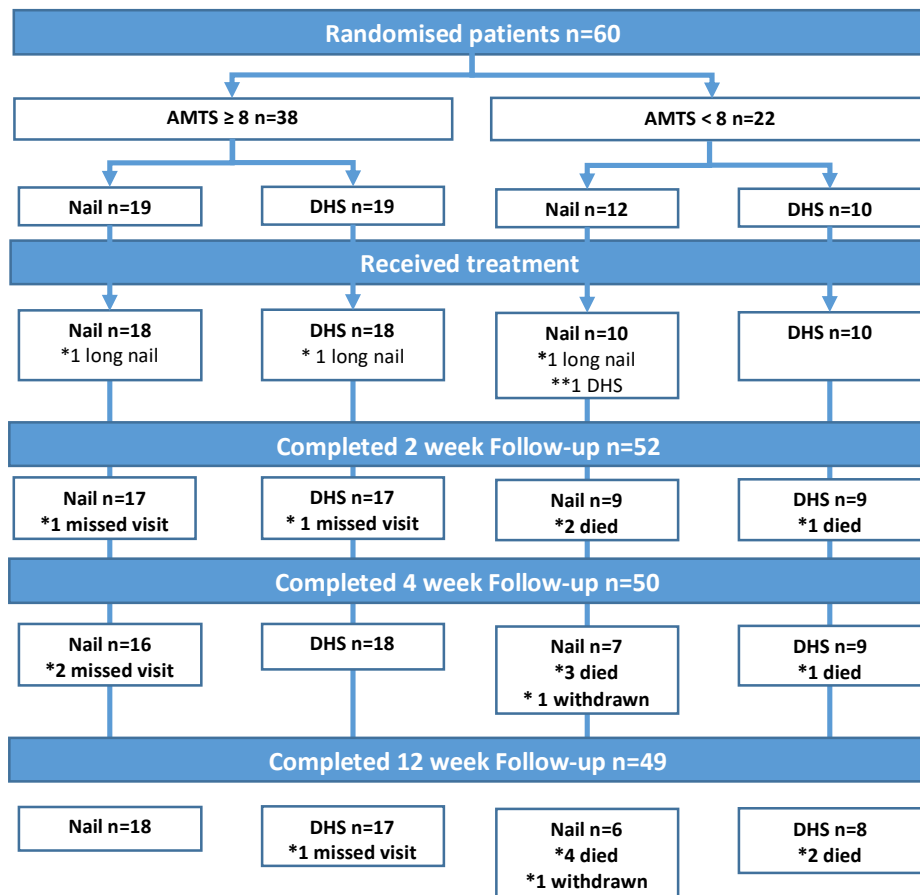 Randomised patients n=60
AMTS ≥ 8 n=38
AMTS < 8 n=22
Nail n=19
DHS n=19
Nail n=12
DHS n=10
Received treatment
Nail n=18
*1 long nail
DHS n=18
* 1 long nail
Nail n=10
*1 long nail
**1 DHS
DHS n=10
Completed 2 week Follow-up n=52
Nail n=17
*1 missed visit
DHS n=17
* 1 missed visit
Nail n=9
*2 died
DHS n=9
*1 died
Completed 4 week Follow-up n=50
Nail n=16
*2 missed visit
DHS n=18
Nail n=7
*3 died
* 1 withdrawn
DHS n=9
*1 died
Completed 12 week Follow-up n=49
Nail n=18
DHS n=17
*1 missed visit
Nail n=6
*4 died
*1 withdrawn
DHS n=8
*2 died